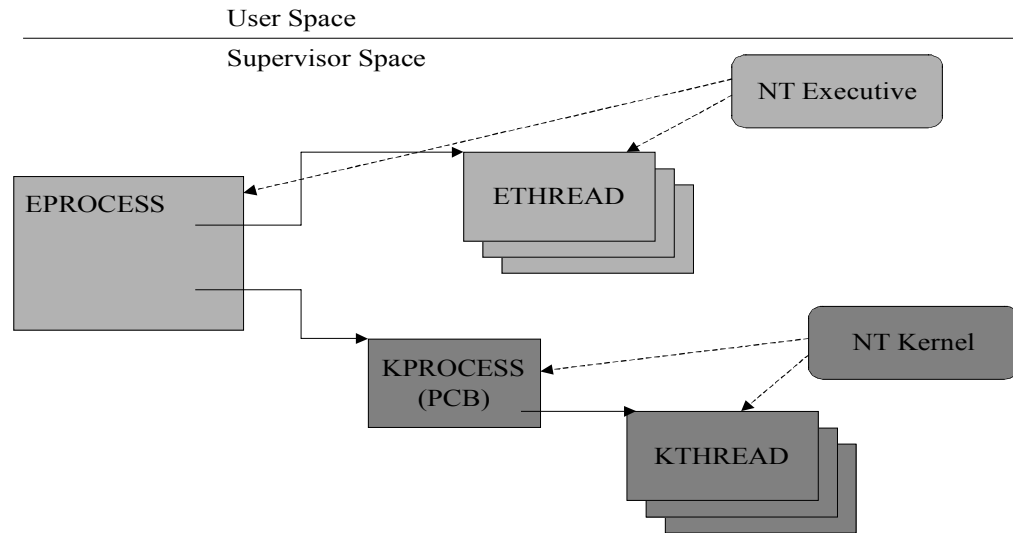 User Space
Supervisor Space
NT Executive
EPROCESS
ETHREAD
NT Kernel
KPROCESS
(PCB)
KTHREAD